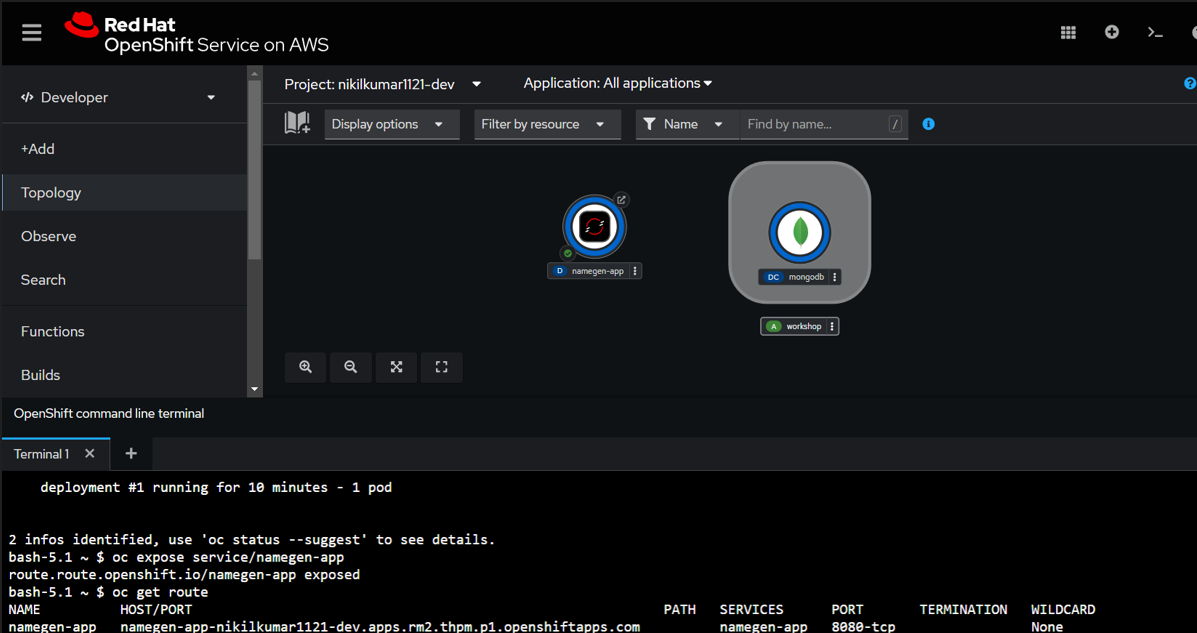 Red Hat
OpenShift Service on AWS
Developer
Project: nikilkumar1121-dev
Application: All applications
Display options
Filter by resource
Name
Find by name...
/
+Add
Topology
Observe
Search
Functions
Builds
D namegen-app
DC mongodb
A workshop
OpenShift command line terminal
Terminal 1
deployment #1 running for 10 minutes - 1 pod
2 infos identified, use 'oc status --suggest' to see details.
bash-5.1 ~ $ oc expose service/namegen-app
route.route.openshift.io/namegen-app exposed
bash-5.1 ~ $ oc get route
NAME HOST/PORT PATH SERVICES PORT TERMINATION WILDCARD
namegen-app namegen-app-nikilkumar1121-dev.apps.rm2.thpm.p1.openshiftapps.com namegen-app 8080-tcp None